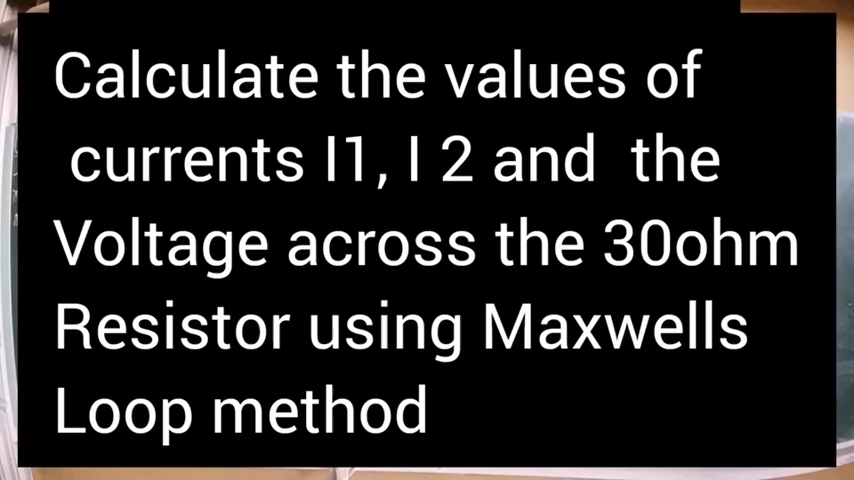 Calculate the values of
currents I1, I 2 and the
Voltage across the 30ohm
Resistor using Maxwells
Loop method